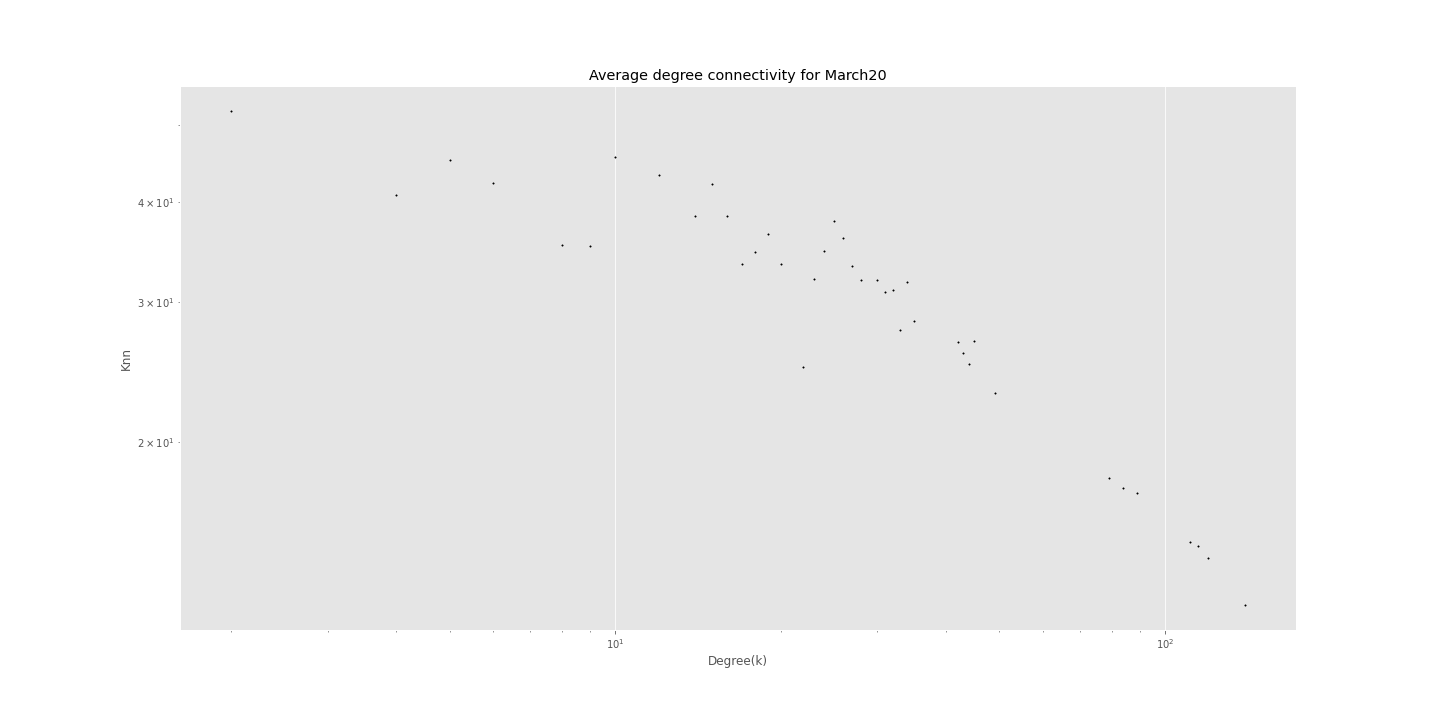 Average degree connectivity for March20
4 × 10¹
3 × 10¹
2 × 10¹
Knn
10¹ 10²
Degree(k)